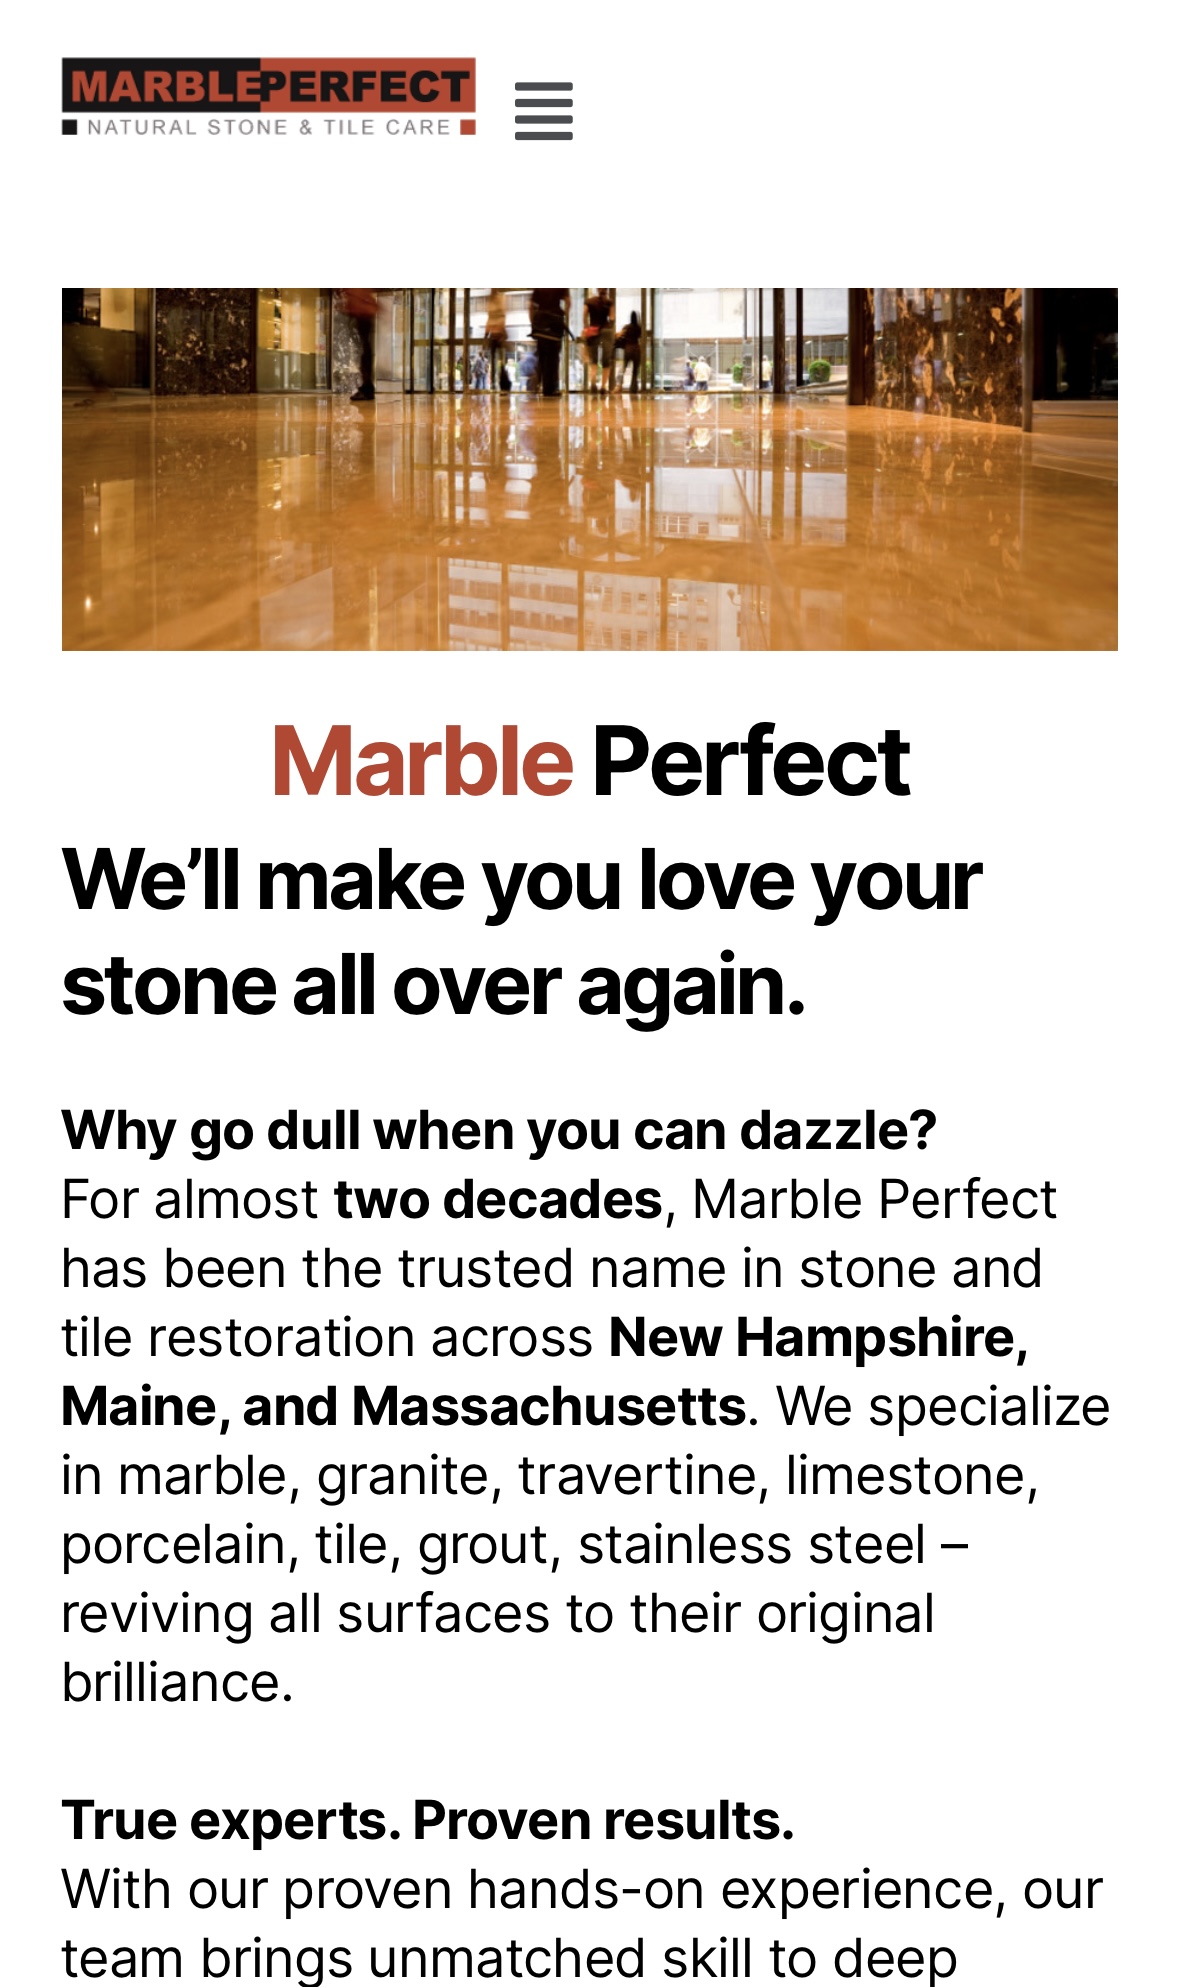 MARBLEPERFECT
NATURAL STONE & TILE CARE
Marble Perfect
We’ll make you love your
stone all over again.
Why go dull when you can dazzle?
For almost two decades, Marble Perfect
has been the trusted name in stone and
tile restoration across New Hampshire,
Maine, and Massachusetts. We specialize
in marble, granite, travertine, limestone,
porcelain, tile, grout, stainless steel –
reviving all surfaces to their original
brilliance.
True experts. Proven results.
With our proven hands-on experience, our
team brings unmatched skill to deep